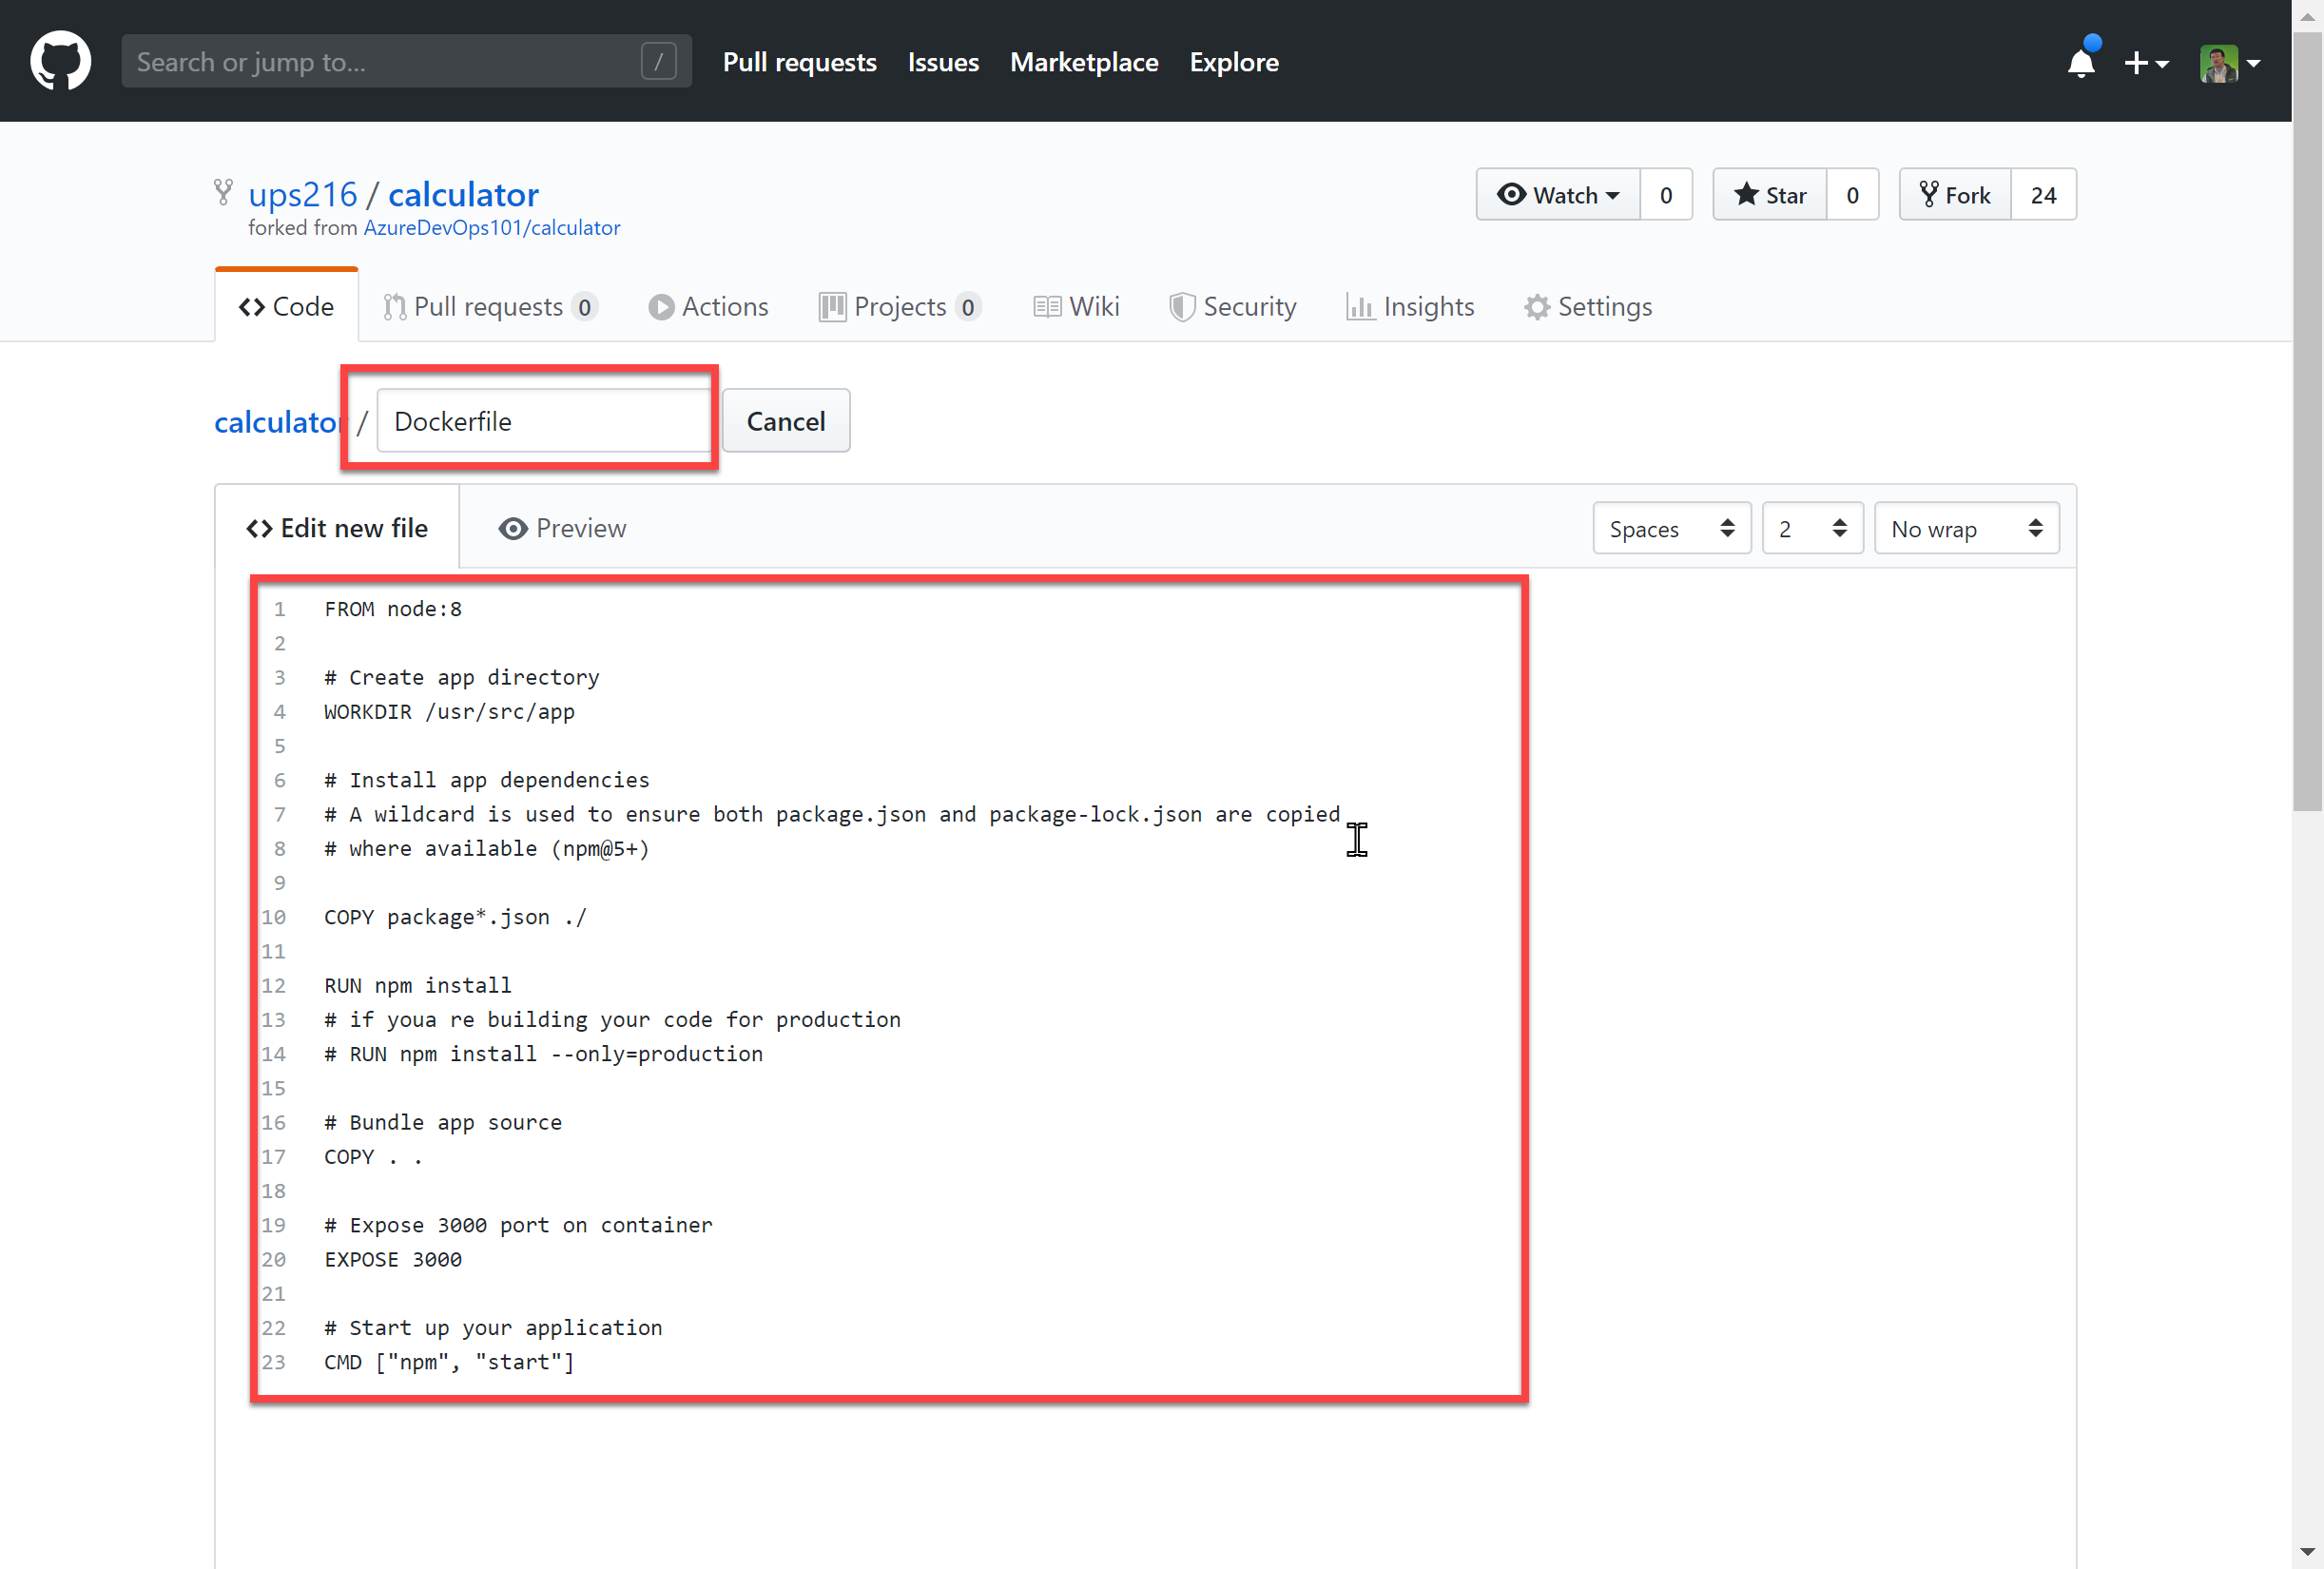 Search or jump to... /
Pull requests Issues Marketplace Explore
ups216 / calculator
forked from AzureDevOps101/calculator
Watch 0 Star 0 Fork 24
Code Pull requests 0 Actions Projects 0 Wiki Security Insights Settings
calculator / Dockerfile Cancel
Edit new file Preview Spaces 2 No wrap
1 FROM node:8
2
3 # Create app directory
4 WORKDIR /usr/src/app
5
6 # Install app dependencies
7 # A wildcard is used to ensure both package.json and package-lock.json are copied
8 # where available (npm@5+)
9
10 COPY package*.json ./
11
12 RUN npm install
13 # if youa re building your code for production
14 # RUN npm install --only=production
15
16 # Bundle app source
17 COPY . .
18
19 # Expose 3000 port on container
20 EXPOSE 3000
21
22 # Start up your application
23 CMD ["npm", "start"]